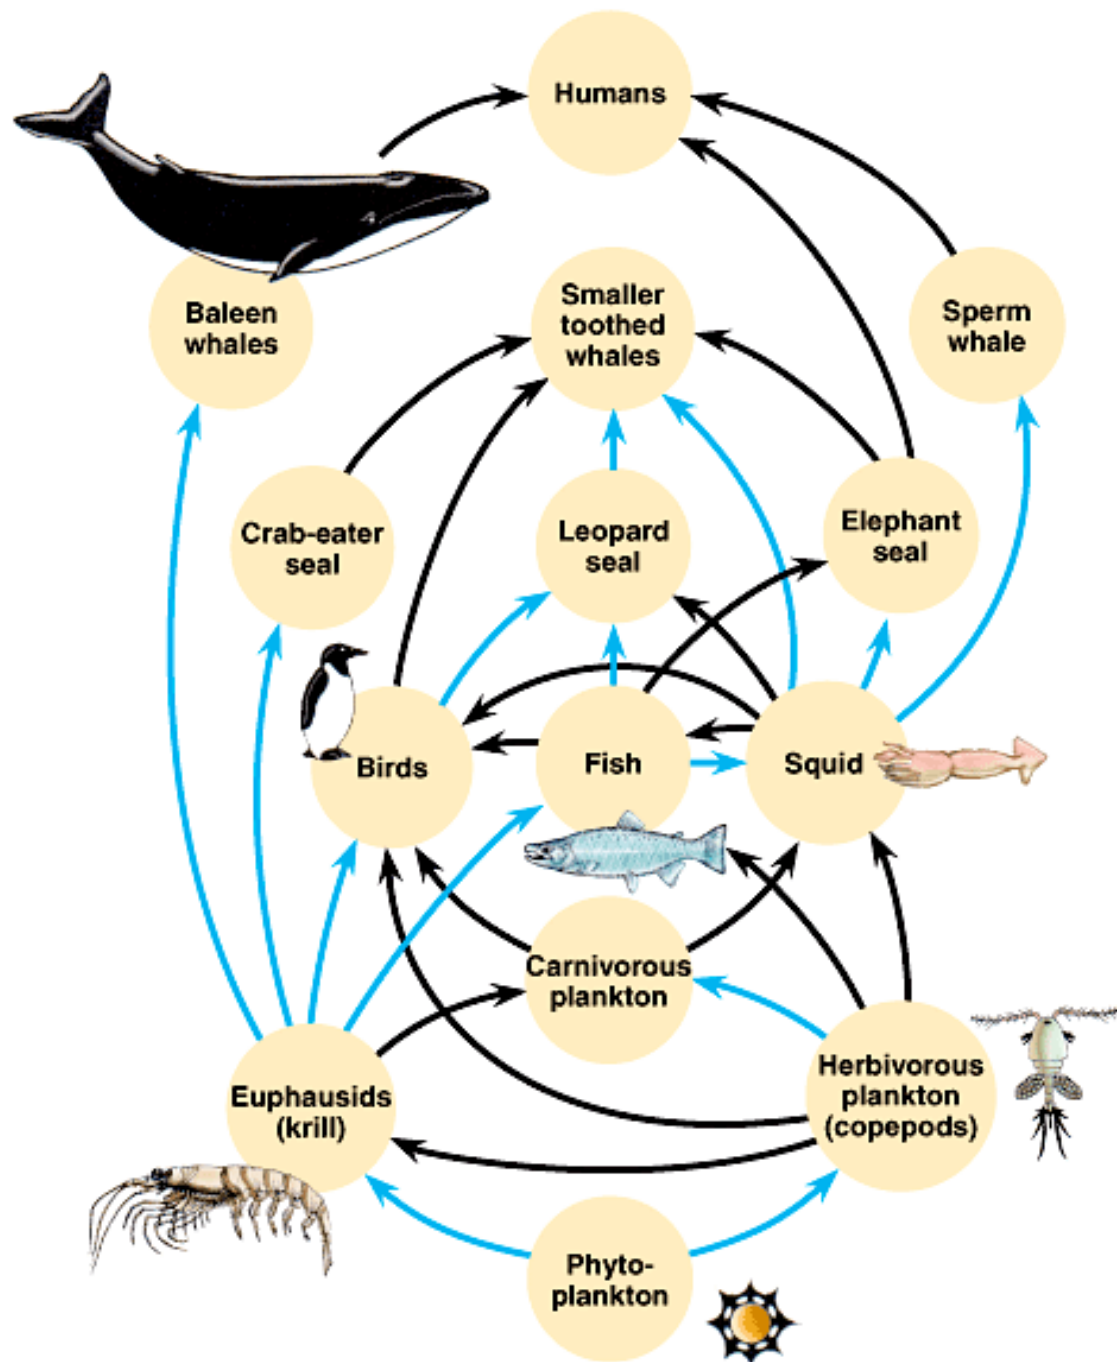 Humans
Baleen
whales
Smaller
toothed
whales
Sperm
whale
Crab-eater
seal
Leopard
seal
Elephant
seal
Birds
Fish
Squid
Carnivorous
plankton
Euphausids
(krill)
Herbivorous
plankton
(copepods)
Phyto-
plankton